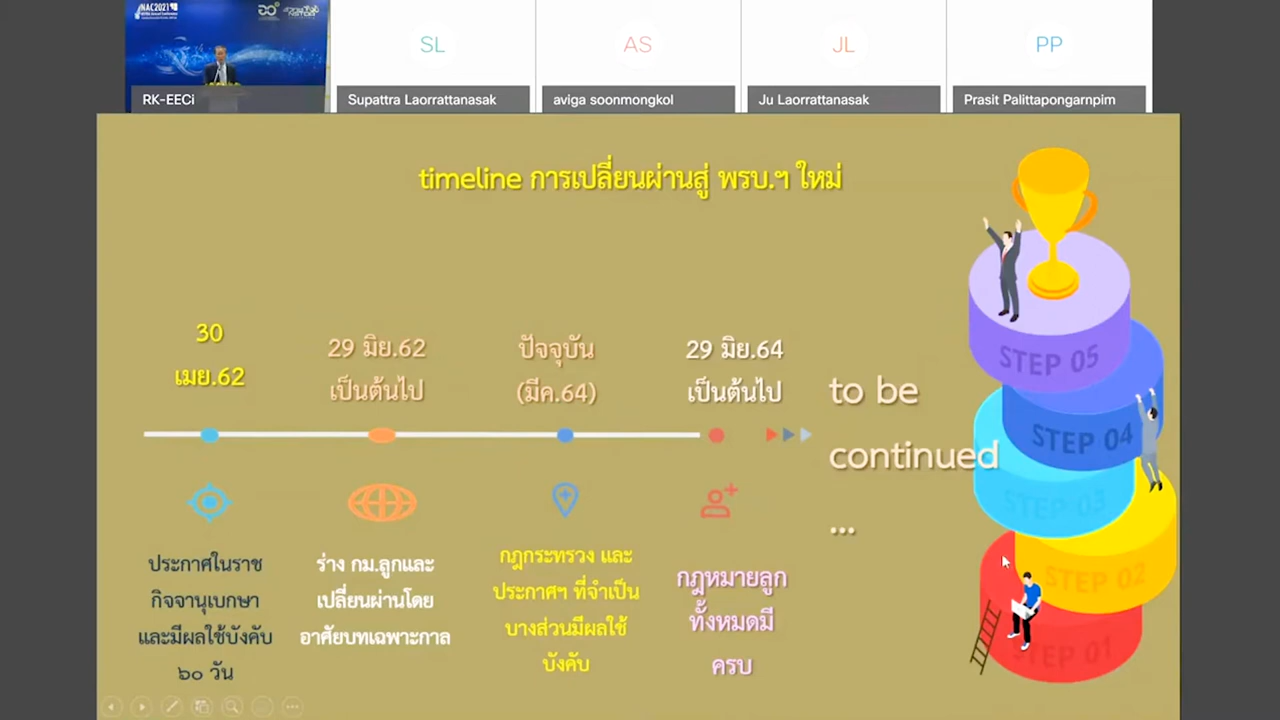 NAC2021
RK-EECi
SL
Supattra Laorrattanasak
AS
aviga soonmongkol
JL
Ju Laorrattanasak
PP
Prasit Palittapongarnpim
timeline การเปลี่ยนผ่านสู่ พรบ.ฯ ใหม่
30
เมย.62
29 มิย.62
เป็นต้นไป
ปัจจุบัน
(มีค.64)
29 มิย.64
เป็นต้นไป
to be
continued
...
ประกาศในราช
กิจจานุเบกษา
และมีผลใช้บังคับ
๖๐ วัน
ร่าง กม.ลูกและ
เปลี่ยนผ่านโดย
อาศัยบทเฉพาะกาล
กฎกระทรวง และ
ประกาศฯ ที่จำเป็น
บางส่วนมีผลใช้
บังคับ
กฎหมายลูก
ทั้งหมดมี
ครบ
STEP 05
STEP 04
STEP 03
STEP 02
STEP 01